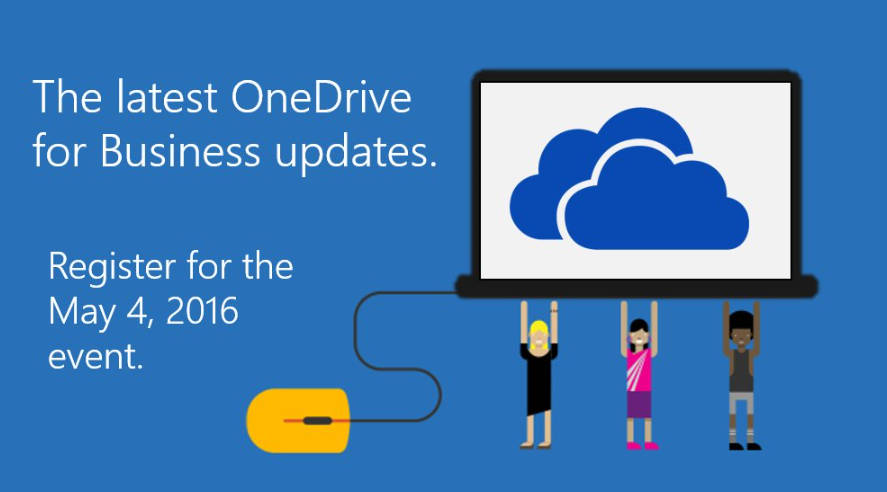 The latest OneDrive
for Business updates.
Register for the
May 4, 2016
event.